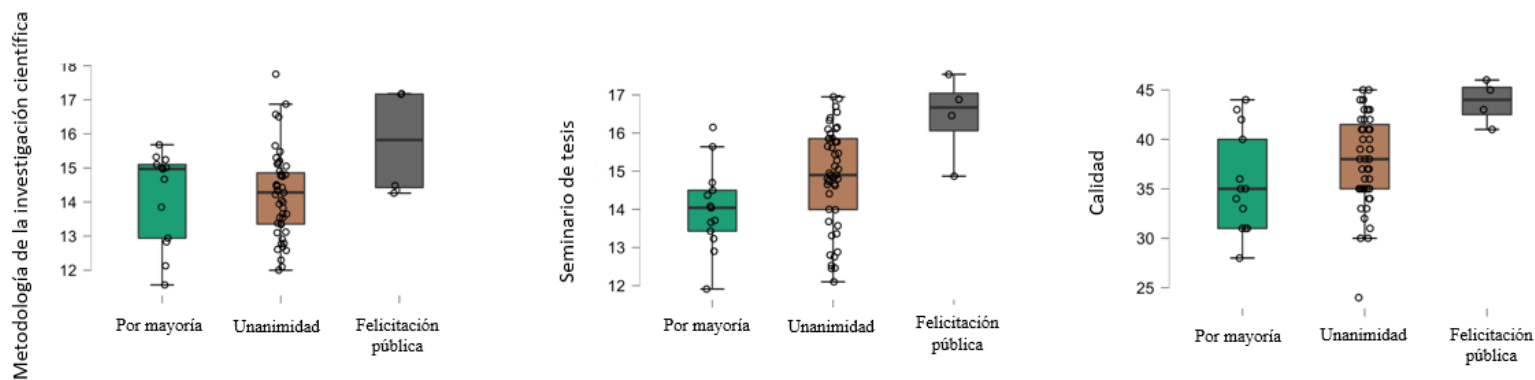 Metodología de la investigación científica
18
17
16
15
14
13
12
Por mayoría
Unanimidad
Felicitación
pública
Seminario de tesis
17
16
15
14
13
12
Por mayoría
Unanimidad
Felicitación
pública
Calidad
45
40
35
30
25
Por mayoría
Unanimidad
Felicitación
pública